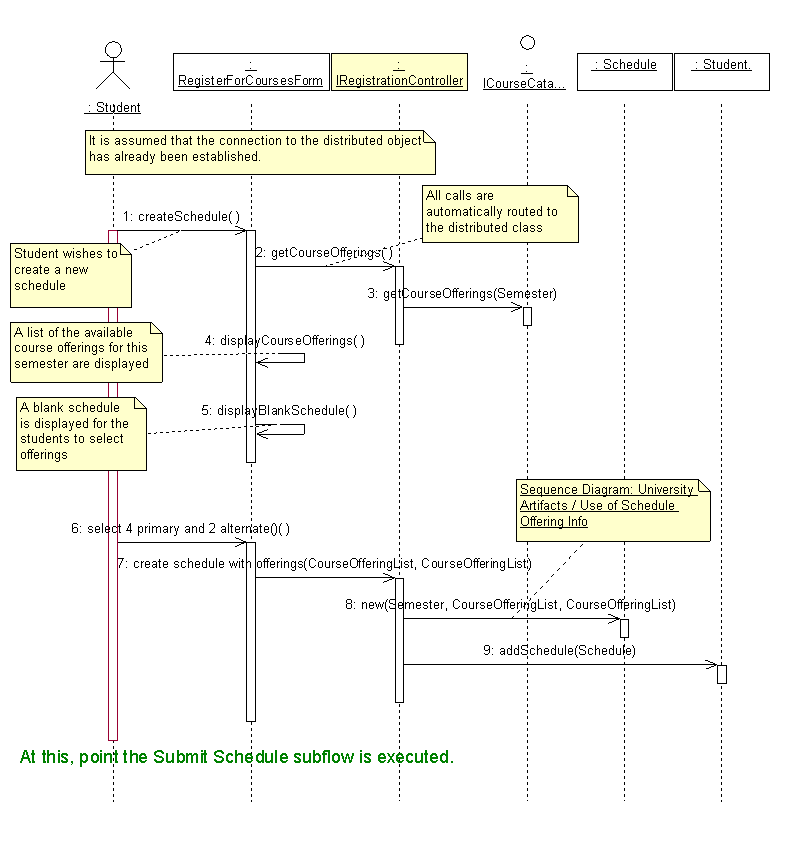 : Student
:
RegisterForCoursesForm
:
IRegistrationController
:
ICourseCata...
: Schedule
: Student.
It is assumed that the connection to the distributed object
has already been established.
All calls are
automatically routed to
the distributed class
1: createSchedule( )
Student wishes to
create a new
schedule
2: getCourseOfferings( )
3: getCourseOfferings(Semester)
A list of the available
course offerings for this
semester are displayed
4: displayCourseOfferings( )
A blank schedule
is displayed for the
students to select
offerings
5: displayBlankSchedule( )
Sequence Diagram: University
Artifacts / Use of Schedule
Offering Info
6: select 4 primary and 2 alternate()( )
7: create schedule with offerings(CourseOfferingList, CourseOfferingList)
8: new(Semester, CourseOfferingList, CourseOfferingList)
9: addSchedule(Schedule)
At this, point the Submit Schedule subflow is executed.